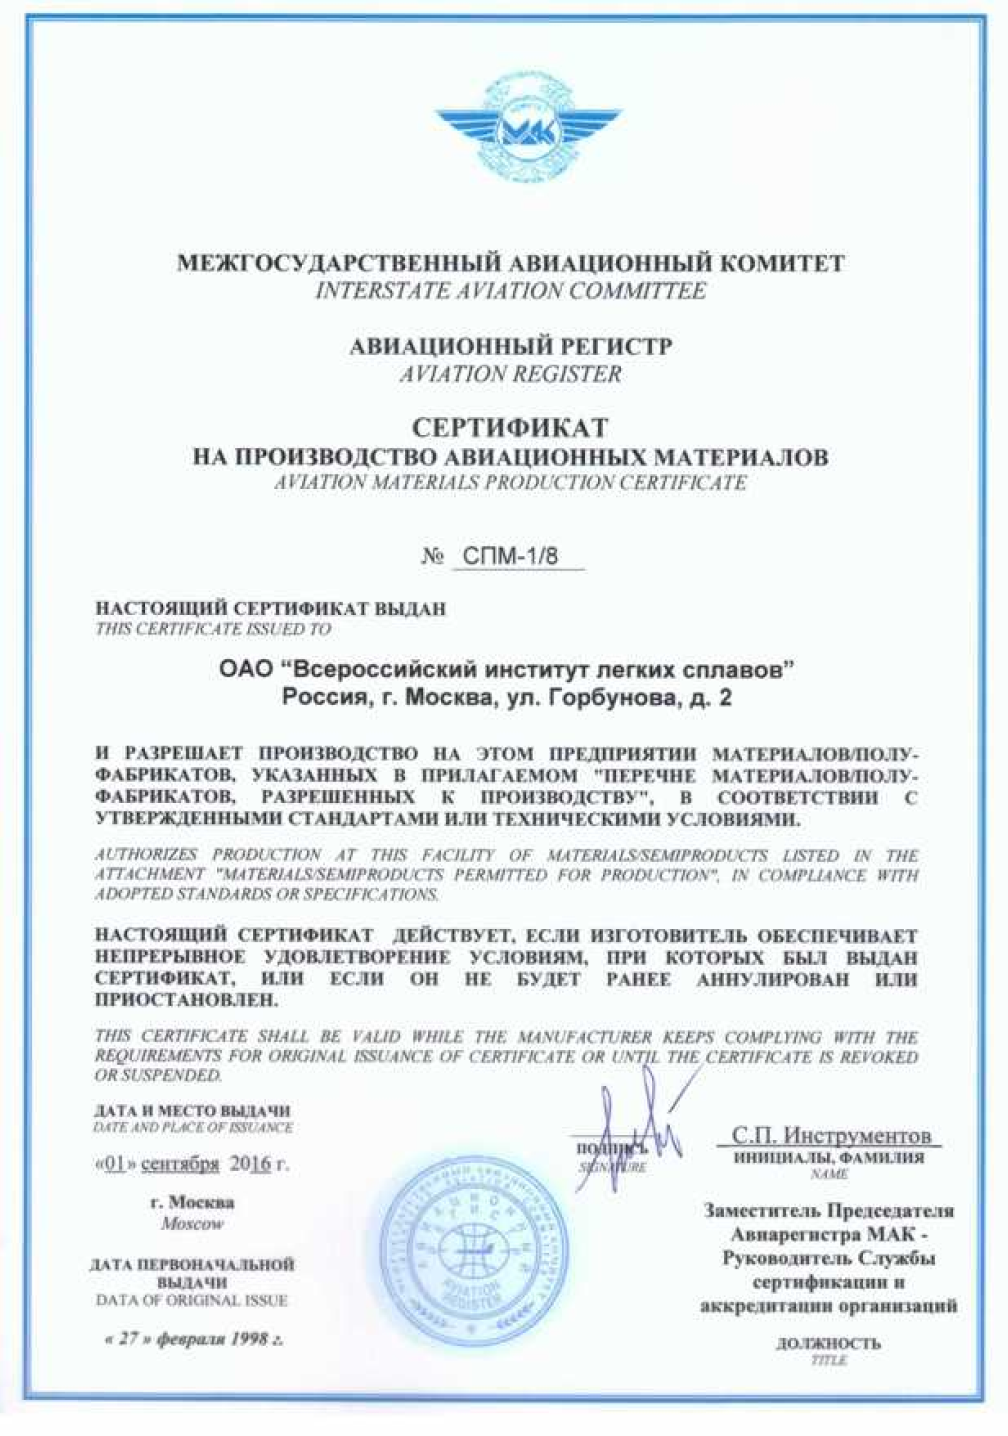 МАК
МЕЖГОСУДАРСТВЕННЫЙ АВИАЦИОННЫЙ КОМИТЕТ
INTERSTATE AVIATION COMMITTEE
АВИАЦИОННЫЙ РЕГИСТР
AVIATION REGISTER
СЕРТИФИКАТ
НА ПРОИЗВОДСТВО АВИАЦИОННЫХ МАТЕРИАЛОВ
AVIATION MATERIALS PRODUCTION CERTIFICATE
№ СПМ-1/8
НАСТОЯЩИЙ СЕРТИФИКАТ ВЫДАН
THIS CERTIFICATE ISSUED TO
ОАО “Всероссийский институт легких сплавов”
Россия, г. Москва, ул. Горбунова, д. 2
И РАЗРЕШАЕТ ПРОИЗВОДСТВО НА ЭТОМ ПРЕДПРИЯТИИ МАТЕРИАЛОВ/ПОЛУ-
ФАБРИКАТОВ, УКАЗАННЫХ В ПРИЛАГАЕМОМ "ПЕРЕЧНЕ МАТЕРИАЛОВ/ПОЛУ-
ФАБРИКАТОВ, РАЗРЕШЕННЫХ К ПРОИЗВОДСТВУ", В СООТВЕТСТВИИ С
УТВЕРЖДЕННЫМИ СТАНДАРТАМИ ИЛИ ТЕХНИЧЕСКИМИ УСЛОВИЯМИ.
AUTHORIZES PRODUCTION AT THIS FACILITY OF MATERIALS/SEMIPRODUCTS LISTED IN THE
ATTACHMENT "MATERIALS/SEMIPRODUCTS PERMITTED FOR PRODUCTION", IN COMPLIANCE WITH
ADOPTED STANDARDS OR SPECIFICATIONS.
НАСТОЯЩИЙ СЕРТИФИКАТ ДЕЙСТВУЕТ, ЕСЛИ ИЗГОТОВИТЕЛЬ ОБЕСПЕЧИВАЕТ
НЕПРЕРЫВНОЕ УДОВЛЕТВОРЕНИЕ УСЛОВИЯМ, ПРИ КОТОРЫХ БЫЛ ВЫДАН
СЕРТИФИКАТ, ИЛИ ЕСЛИ ОН НЕ БУДЕТ РАНЕЕ АННУЛИРОВАН ИЛИ
ПРИОСТАНОВЛЕН.
THIS CERTIFICATE SHALL BE VALID WHILE THE MANUFACTURER KEEPS COMPLYING WITH THE
REQUIREMENTS FOR ORIGINAL ISSUANCE OF CERTIFICATE OR UNTIL THE CERTIFICATE IS REVOKED
OR SUSPENDED.
ДАТА И МЕСТО ВЫДАЧИ
DATE AND PLACE OF ISSUANCE
«01» сентября 2016 г.
г. Москва
Moscow
ДАТА ПЕРВОНАЧАЛЬНОЙ
ВЫДАЧИ
DATA OF ORIGINAL ISSUE
« 27 » февраля 1998 г.
AVIATION
REGISTER
ПОДПИСЬ
SIGNATURE
С.П. Инструментов
ИНИЦИАЛЫ, ФАМИЛИЯ
NAME
Заместитель Председателя
Авиарегистра МАК -
Руководитель Службы
сертификации и
аккредитации организаций
ДОЛЖНОСТЬ
TITLE